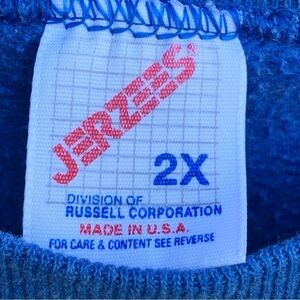 JERZEES®
2X
DIVISION OF
RUSSELL CORPORATION
MADE IN U.S.A.
FOR CARE & CONTENT SEE REVERSE